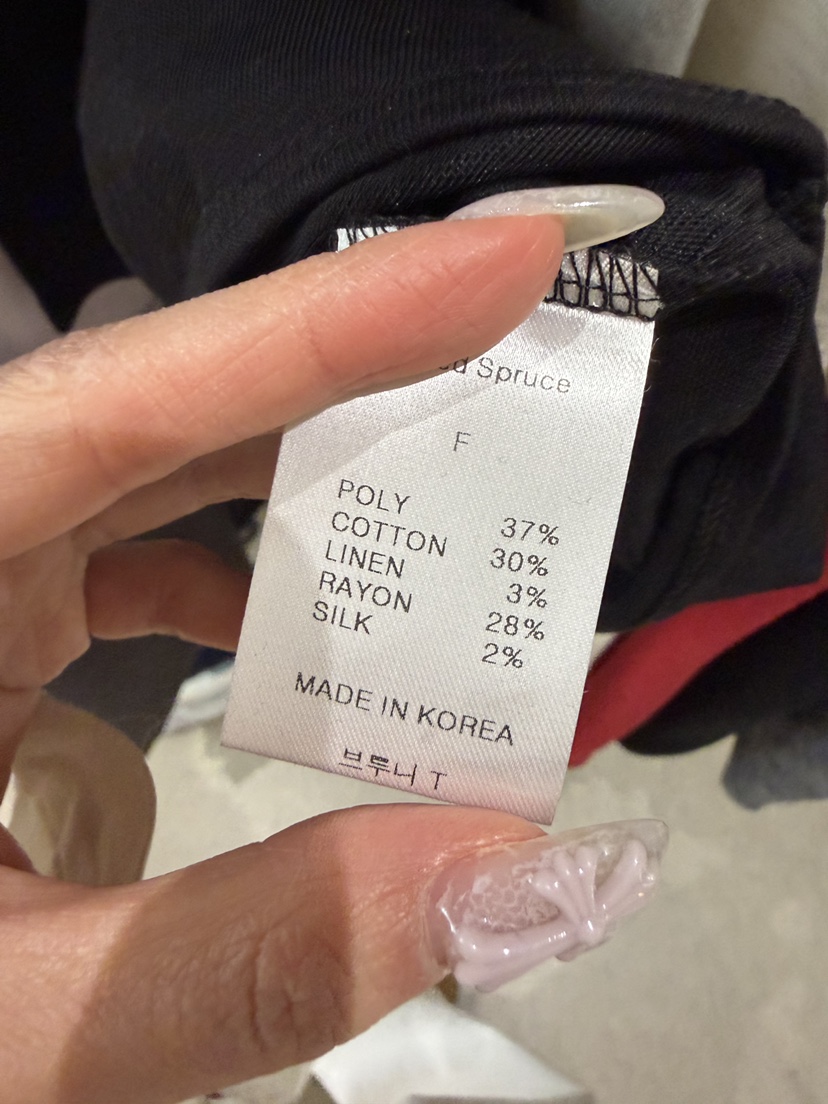 Spruce
F
POLY 37%
COTTON 30%
LINEN 3%
RAYON 28%
SILK 2%
MADE IN KOREA
브루니 T